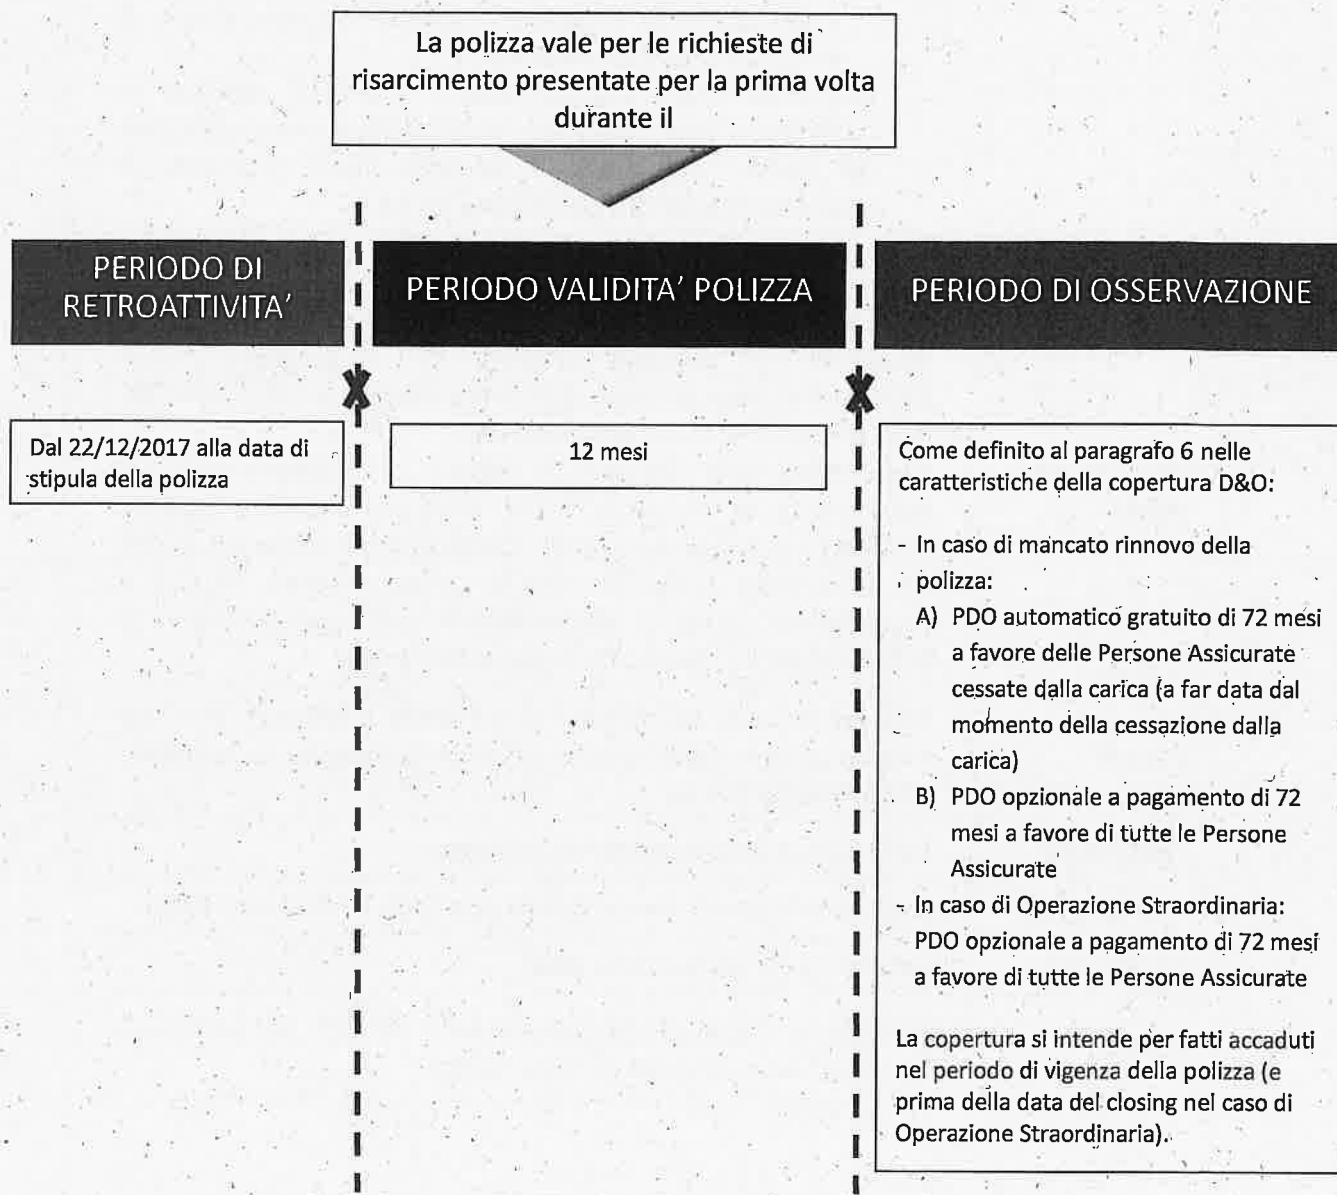 La polizza vale per le richieste di
risarcimento presentate per la prima volta
durante il
PERIODO DI
RETROATTIVITA'
PERIODO VALIDITA' POLIZZA
PERIODO DI OSSERVAZIONE
Dal 22/12/2017 alla data di
stipula della polizza
12 mesi
Come definito al paragrafo 6 nelle
caratteristiche della copertura D&O:
- In caso di mancato rinnovo della
polizza:
A) PDO automatico gratuito di 72 mesi
a favore delle Persone Assicurate
cessate dalla carica (a far data dal
momento della cessazione dalla
carica)
B) PDO opzionale a pagamento di 72
mesi a favore di tutte le Persone
Assicurate
- In caso di Operazione Straordinaria:
PDO opzionale a pagamento di 72 mesi
a favore di tutte le Persone Assicurate
La copertura si intende per fatti accaduti
nel periodo di vigenza della polizza (e
prima della data del closing nel caso di
Operazione Straordinaria).